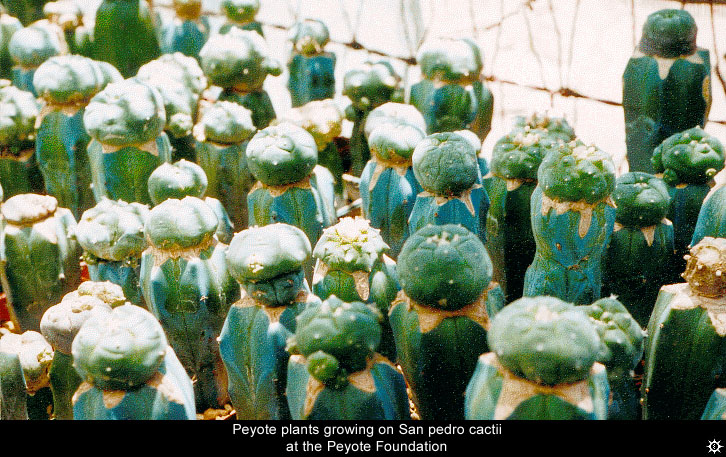 Peyote plants growing on San pedro cactii
at the Peyote Foundation